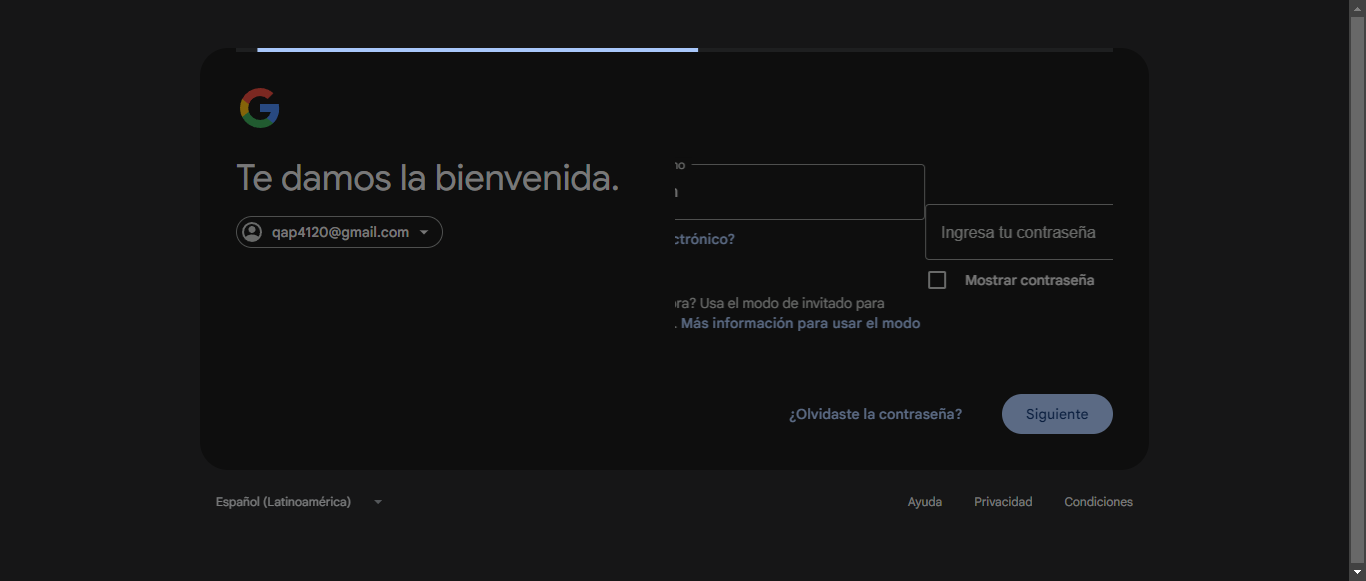 Te damos la bienvenida.
qap4120@gmail.com
no
ctrónico?
Ingresa tu contraseña
Mostrar contraseña
ora? Usa el modo de invitado para
. Más información para usar el modo
¿Olvidaste la contraseña?
Siguiente
Español (Latinoamérica)
Ayuda
Privacidad
Condiciones